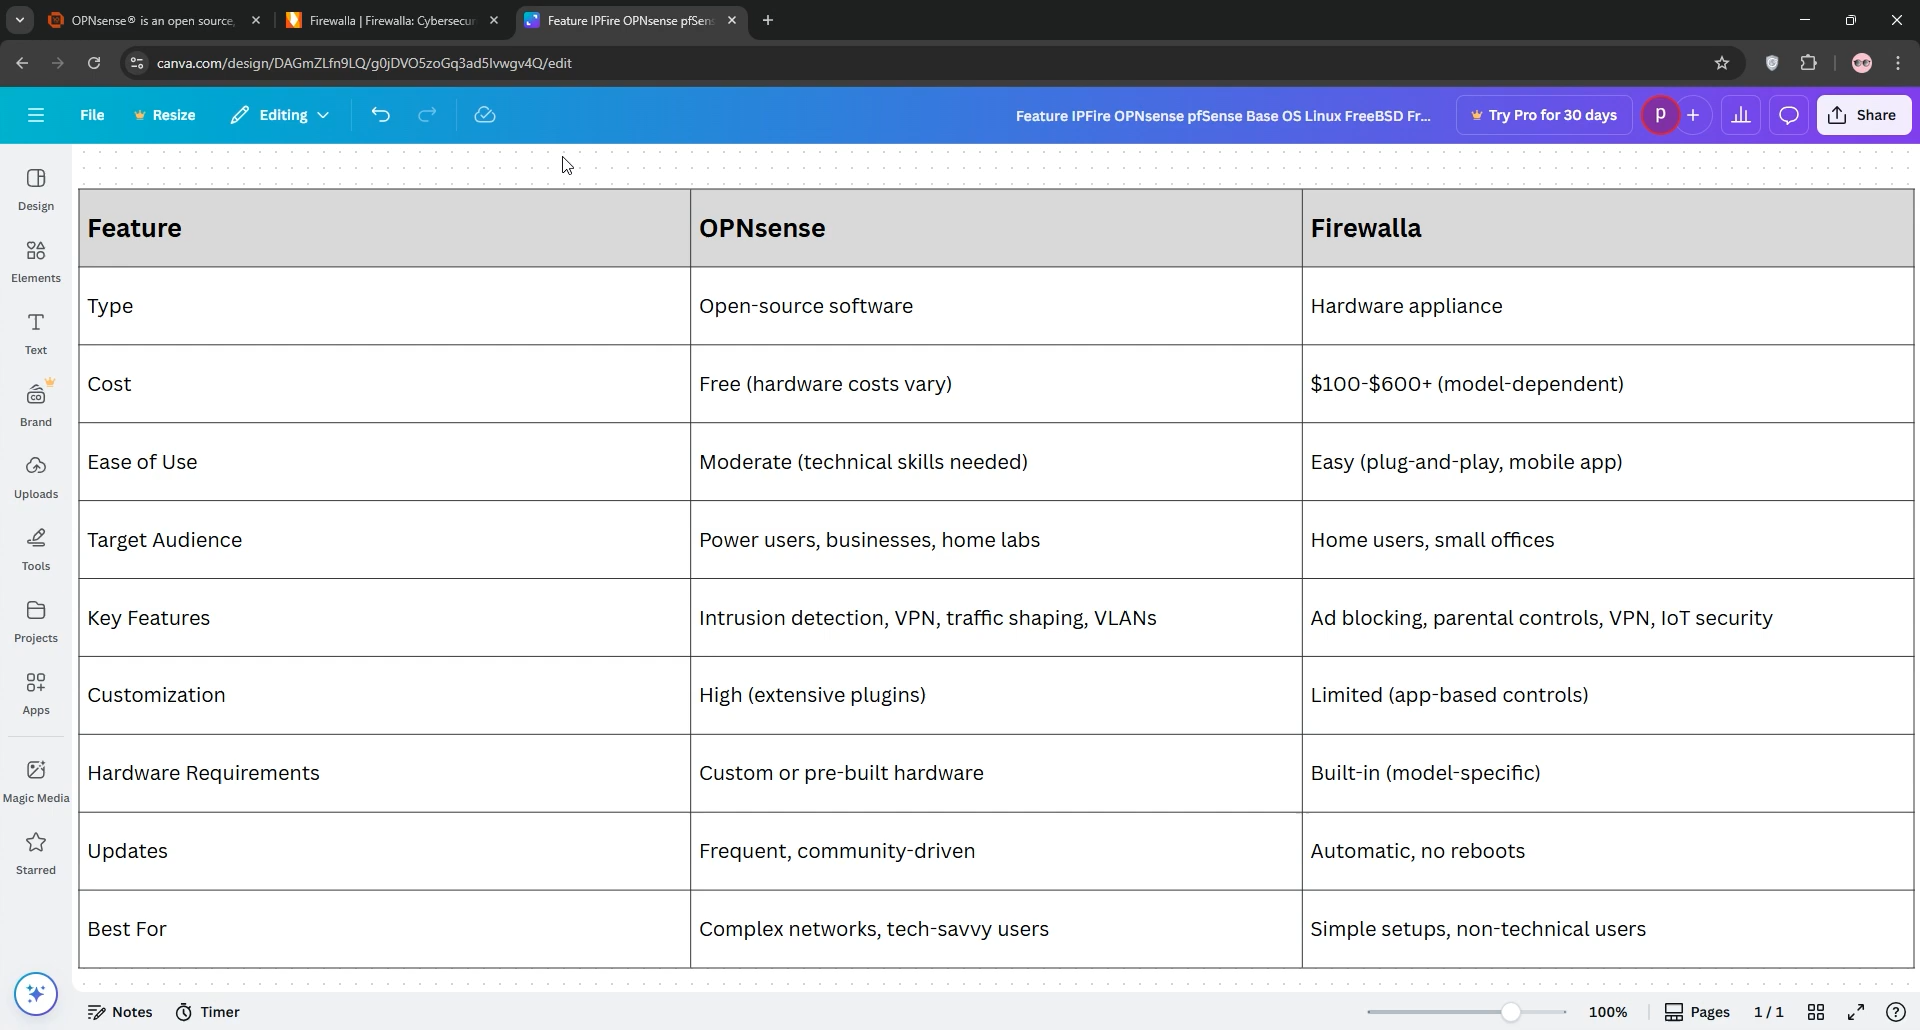 OPNsense® is an open source,
Firewalla | Firewalla: Cybersecur
Feature IPFire OPNsense pfSens
canva.com/design/DAGmZLfn9LQ/g0jDVO5zoGq3ad5lvwgv4Q/edit
File Resize Editing Feature IPFire OPNsense pfSense Base OS Linux FreeBSD Fr... Try Pro for 30 days P Share
Design
Elements
Text
Brand
Uploads
Tools
Projects
Apps
Magic Media
Starred
Feature OPNsense Firewalla
Type Open-source software Hardware appliance
Cost Free (hardware costs vary) $100-$600+ (model-dependent)
Ease of Use Moderate (technical skills needed) Easy (plug-and-play, mobile app)
Target Audience Power users, businesses, home labs Home users, small offices
Key Features Intrusion detection, VPN, traffic shaping, VLANs Ad blocking, parental controls, VPN, IoT security
Customization High (extensive plugins) Limited (app-based controls)
Hardware Requirements Custom or pre-built hardware Built-in (model-specific)
Updates Frequent, community-driven Automatic, no reboots
Best For Complex networks, tech-savvy users Simple setups, non-technical users
Notes Timer 100% Pages 1 / 1